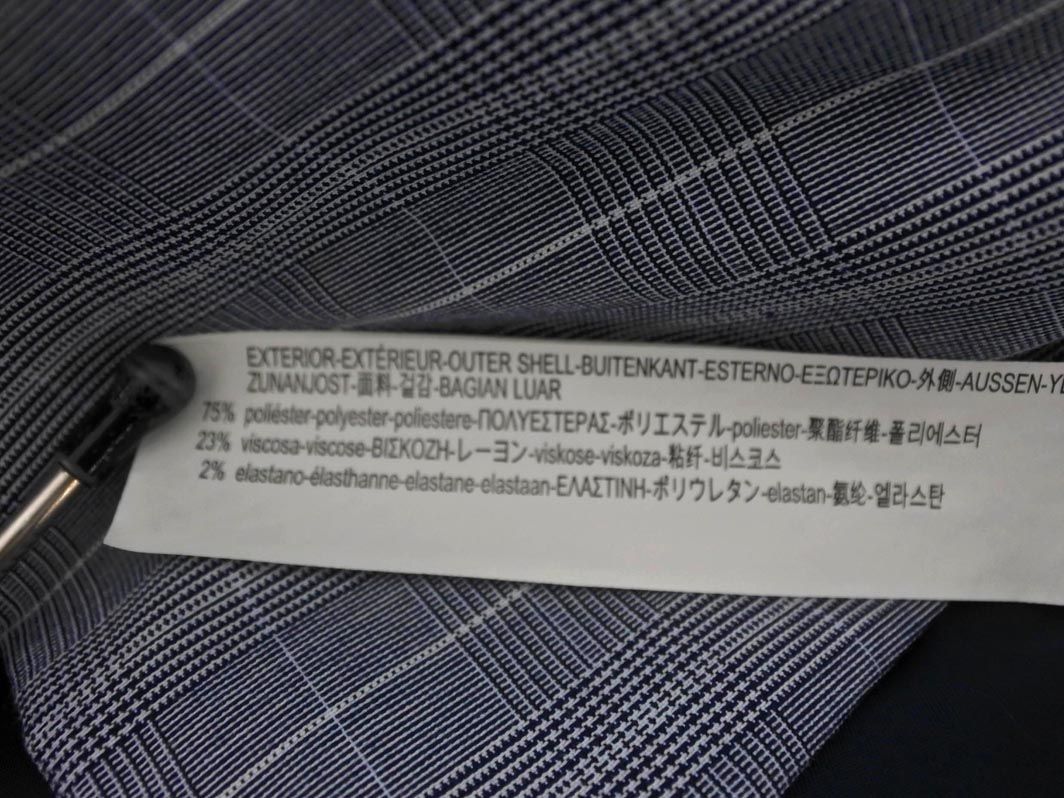 EXTERIOR-EXTÉRIEUR-OUTER SHELL-BUITENKANT-ESTERNO-ΕΞΩΤΕΡΙΚΟ-外側-AUSSEN-
ZUNANJOST-面料-겉감-BAGIAN LUAR
75% poliéster-polyester-poliestere-ΠΟΛΥΕΣΤΕΡΑΣ-ポリエステル-poliester-聚酯纤维-폴리에스터
23% viscosa-viscose-ΒΙΣΚΟΖΗ-レーヨン-viskose-viskoza-粘纤-비스코스
2% elastano-élasthanne-elastane-elastaan-ΕΛΑΣΤΙΝΗ-ポリウレタン-elastan-氨纶-엘라스탄